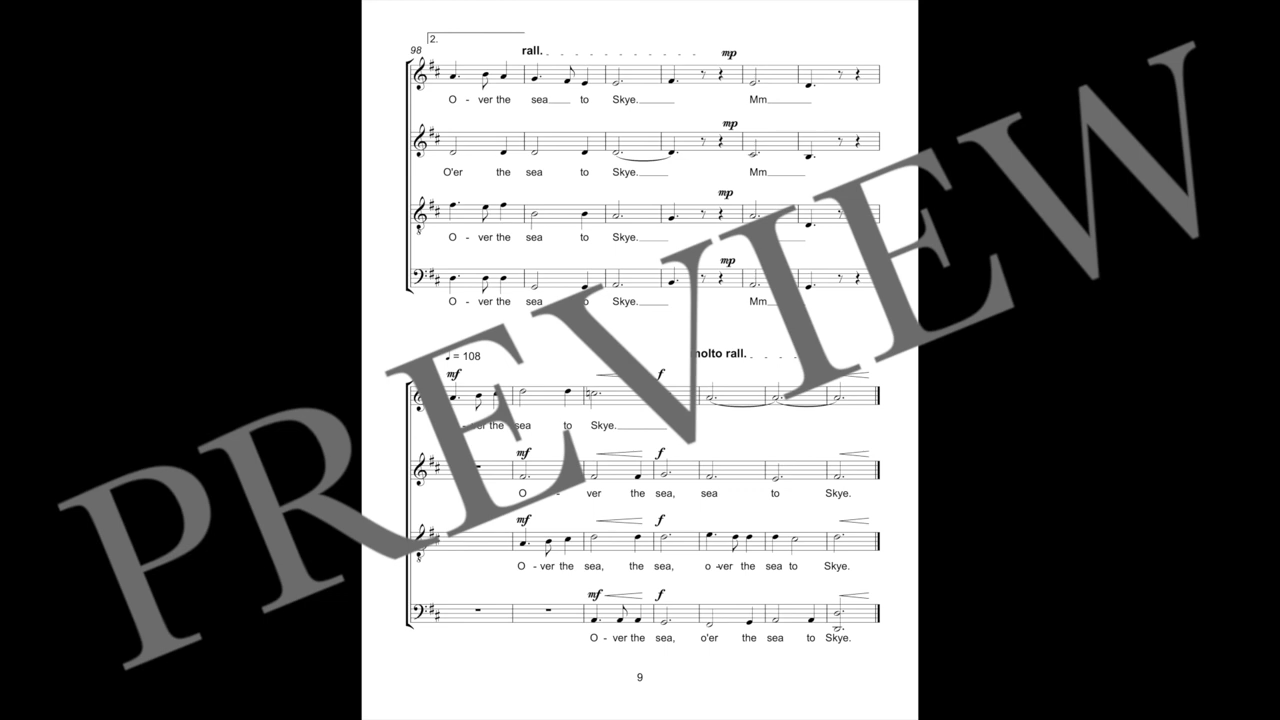 2.
98
rall.
mp
O - ver the sea to Skye. Mm
mp
O'er the sea to Skye. Mm
mp
O - ver the sea to Skye.
mp
O - ver the sea to Skye. Mm
= 108
molto rall.
mf f
- ver the sea to Skye.
mf f
O - ver the sea, sea to Skye.
mf f
O - ver the sea, the sea, o - ver the sea to Skye.
mf f
O - ver the sea, o'er the sea to Skye.
9
PREVIEW